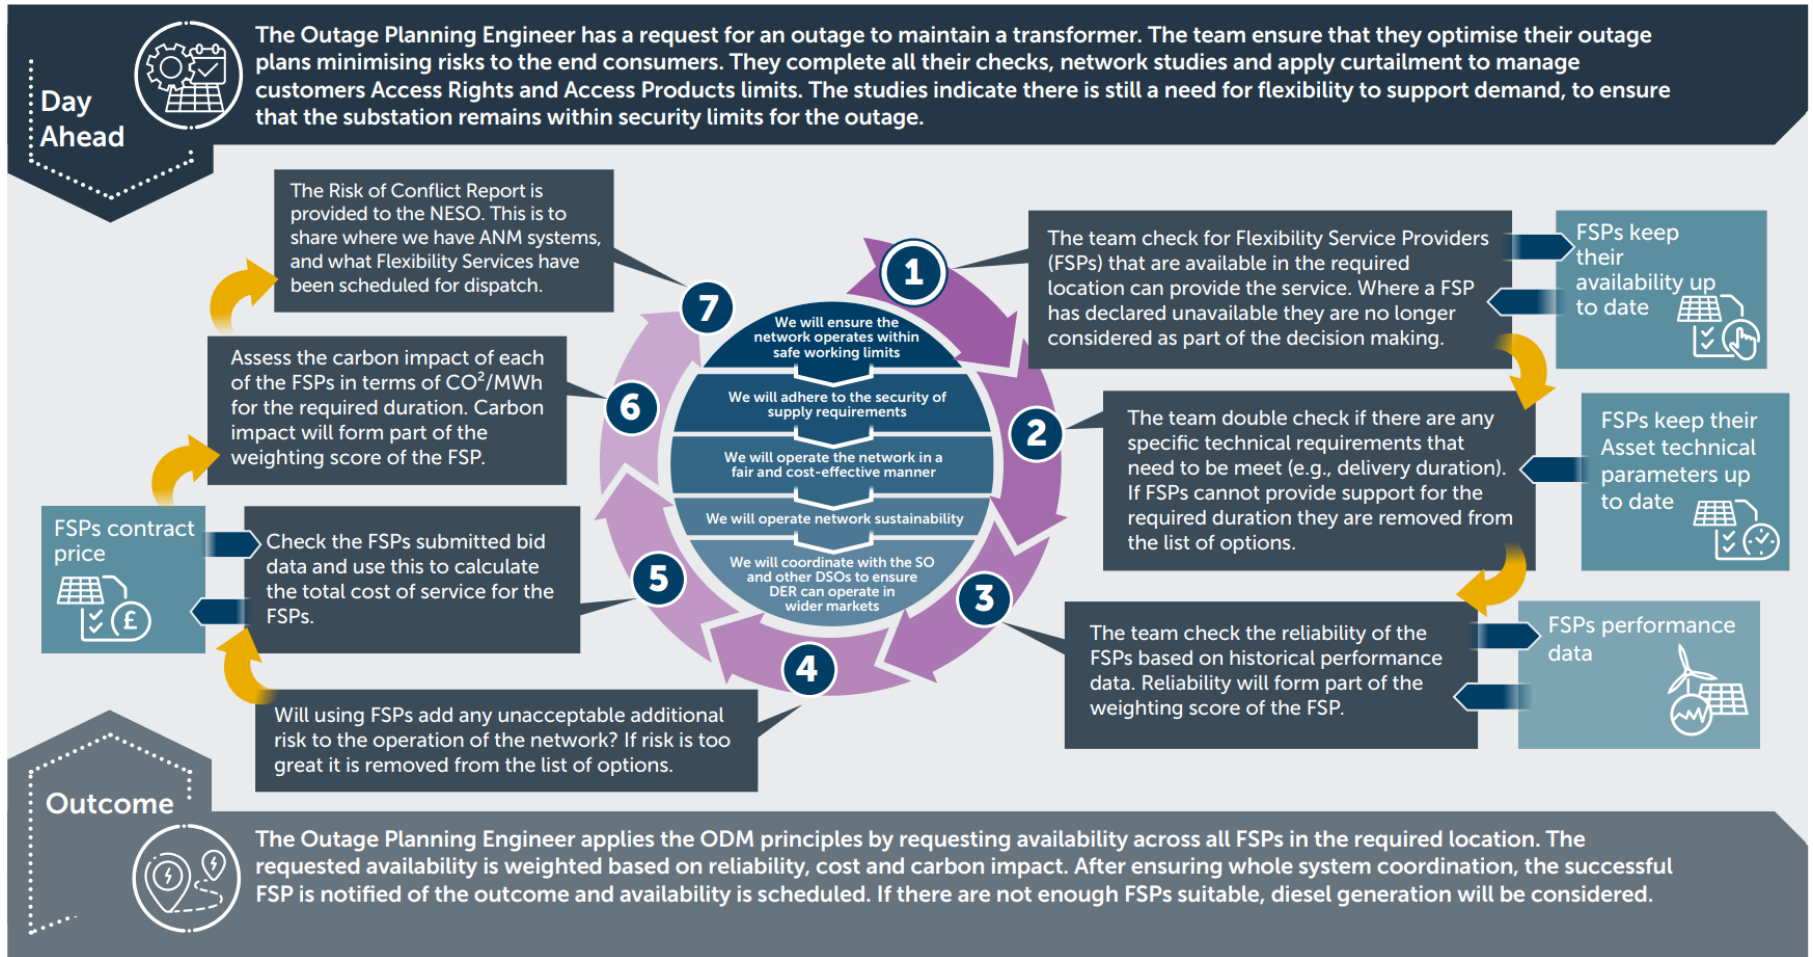 Day
Ahead
The Outage Planning Engineer has a request for an outage to maintain a transformer. The team ensure that they optimise their outage
plans minimising risks to the end consumers. They complete all their checks, network studies and apply curtailment to manage
customers Access Rights and Access Products limits. The studies indicate there is still a need for flexibility to support demand, to ensure
that the substation remains within security limits for the outage.
1
The team check for Flexibility Service Providers
(FSPs) that are available in the required
location can provide the service. Where a FSP
has declared unavailable they are no longer
considered as part of the decision making.
FSPs keep
their
availability up
to date
2
The team double check if there are any
specific technical requirements that
need to be meet (e.g., delivery duration).
If FSPs cannot provide support for the
required duration they are removed from
the list of options.
FSPs keep their
Asset technical
parameters up
to date
3
The team check the reliability of the
FSPs based on historical performance
data. Reliability will form part of the
weighting score of the FSP.
FSPs performance
data
4
Will using FSPs add any unacceptable additional
risk to the operation of the network? If risk is too
great it is removed from the list of options.
5
Check the FSPs submitted bid
data and use this to calculate
the total cost of service for the
FSPs.
FSPs contract
price
£
6
Assess the carbon impact of each
of the FSPs in terms of CO²/MWh
for the required duration. Carbon
impact will form part of the
weighting score of the FSP.
7
The Risk of Conflict Report is
provided to the NESO. This is to
share where we have ANM systems,
and what Flexibility Services have
been scheduled for dispatch.
We will ensure the
network operates within
safe working limits
We will adhere to the security of
supply requirements
We will operate the network in a
fair and cost-effective manner
We will operate network sustainability
We will coordinate with the SO
and other DSOs to ensure
DER can operate in
wider markets
Outcome
The Outage Planning Engineer applies the ODM principles by requesting availability across all FSPs in the required location. The
requested availability is weighted based on reliability, cost and carbon impact. After ensuring whole system coordination, the successful
FSP is notified of the outcome and availability is scheduled. If there are not enough FSPs suitable, diesel generation will be considered.